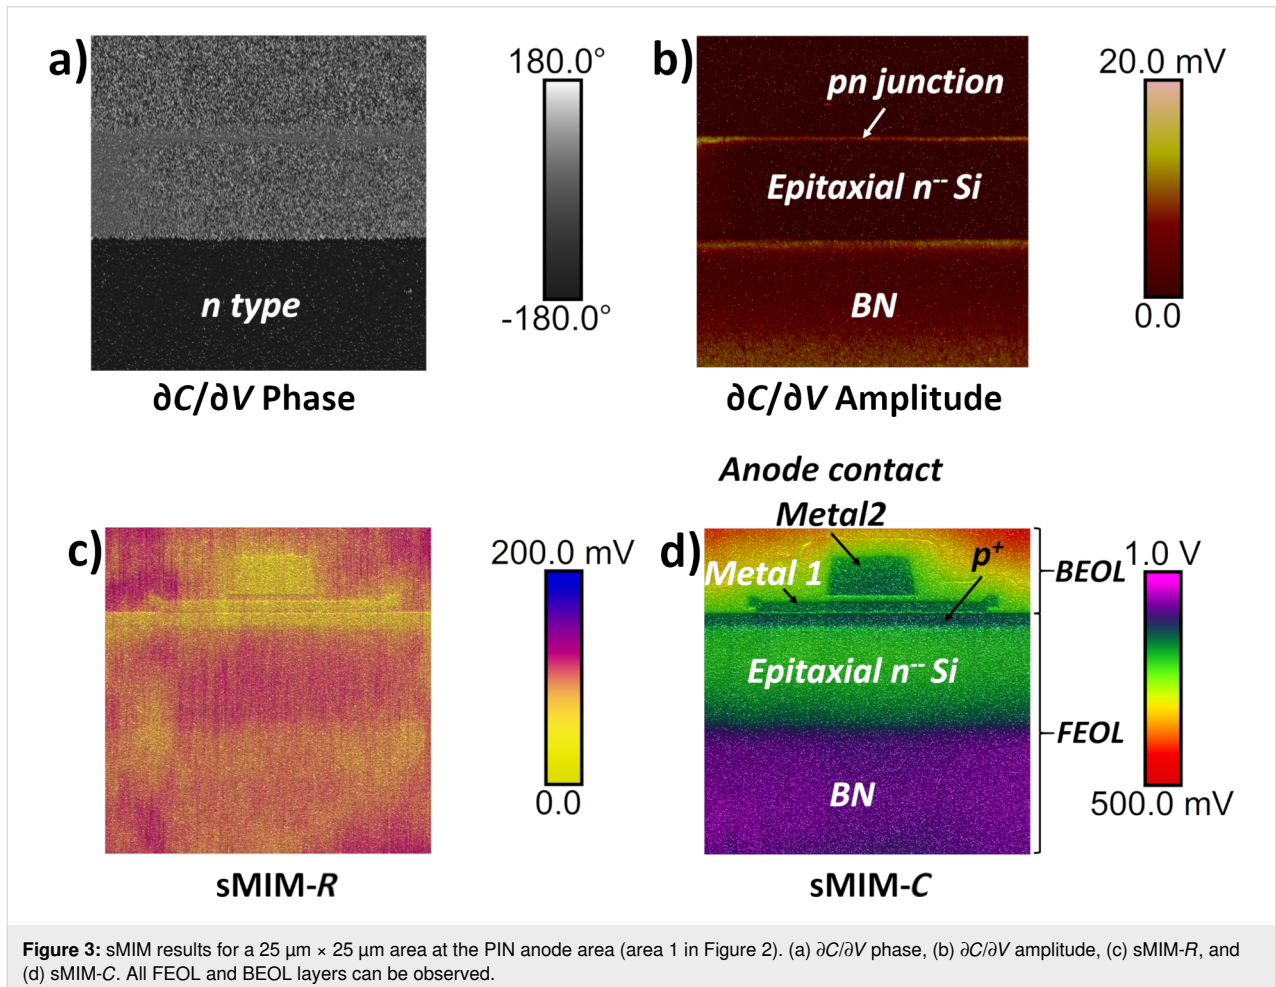 a)
180.0°
-180.0°
n type
∂C/∂V Phase
b)
20.0 mV
pn junction
Epitaxial n-- Si
BN
0.0
∂C/∂V Amplitude
c)
200.0 mV
0.0
sMIM-R
Anode contact
Metal2
d)
p+
Metal 1
BEOL
1.0 V
Epitaxial n-- Si
FEOL
BN
500.0 mV
sMIM-C
Figure 3: sMIM results for a 25 μm × 25 μm area at the PIN anode area (area 1 in Figure 2). (a) ∂C/∂V phase, (b) ∂C/∂V amplitude, (c) sMIM-R, and
(d) sMIM-C. All FEOL and BEOL layers can be observed.